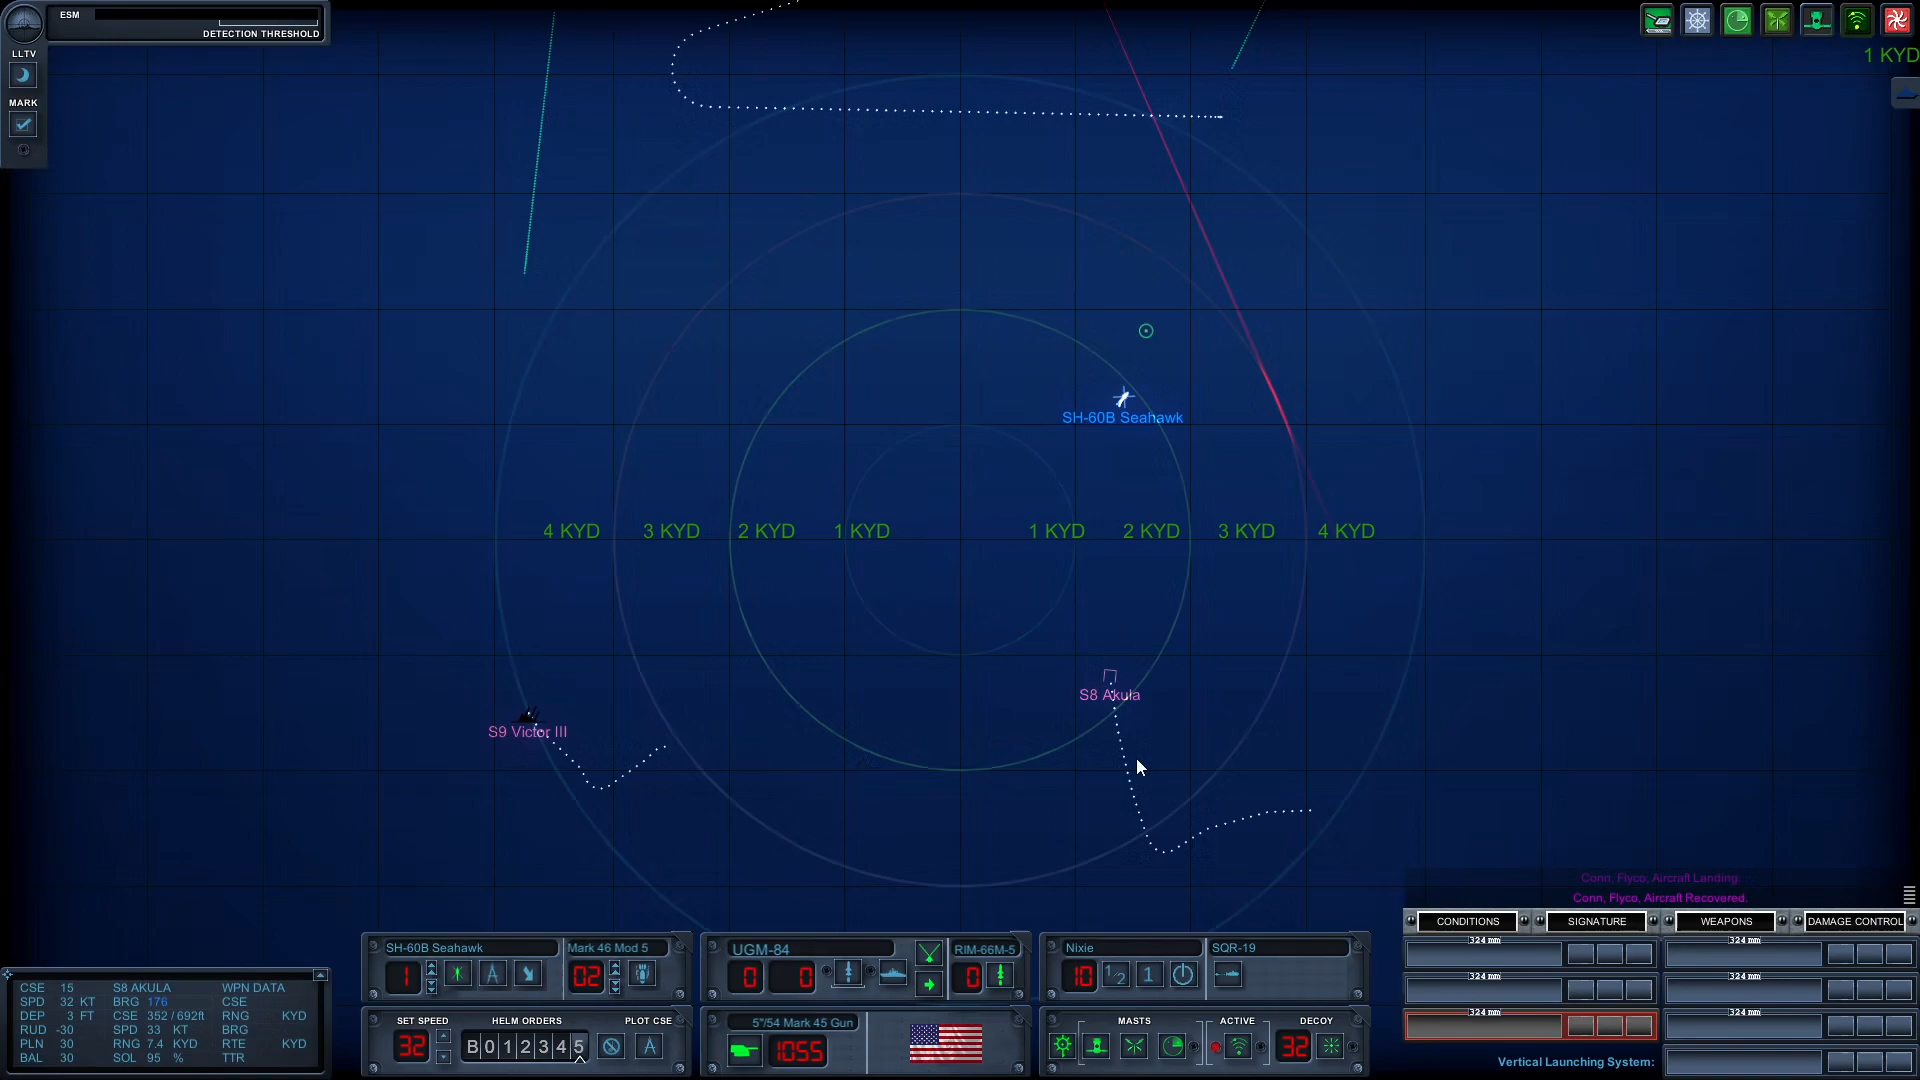 ESM
DETECTION THRESHOLD
LLTV
MARK
1 KYD
SH-60B Seahawk
4 KYD 3 KYD 2 KYD 1 KYD 1 KYD 2 KYD 3 KYD 4 KYD
S8 Akula
S9 Victor III
Conn, Flyco, Aircraft Landing.
Conn, Flyco, Aircraft Recovered.
CONDITIONS SIGNATURE WEAPONS DAMAGE CONTROL
324 mm 324 mm
324 mm 324 mm
324 mm 324 mm
Vertical Launching System:
SH-60B Seahawk Mark 46 Mod 5
1 02
UGM-84 RIM-66M-5
0 0 0
Nixie SQR-19
10 1/2 1
SET SPEED HELM ORDERS PLOT CSE
32 B 0 1 2 3 4 5
5"/54 Mark 45 Gun
1055
MASTS ACTIVE DECOY
32
CSE 15 S8 AKULA WPN DATA
SPD 32 KT BRG 176 CSE
DEP 3 FT CSE 352 / 692ft RNG KYD
RUD -30 SPD 33 KT BRG
PLN 30 RNG 7.4 KYD RTE KYD
BAL 30 SOL 95 % TTR